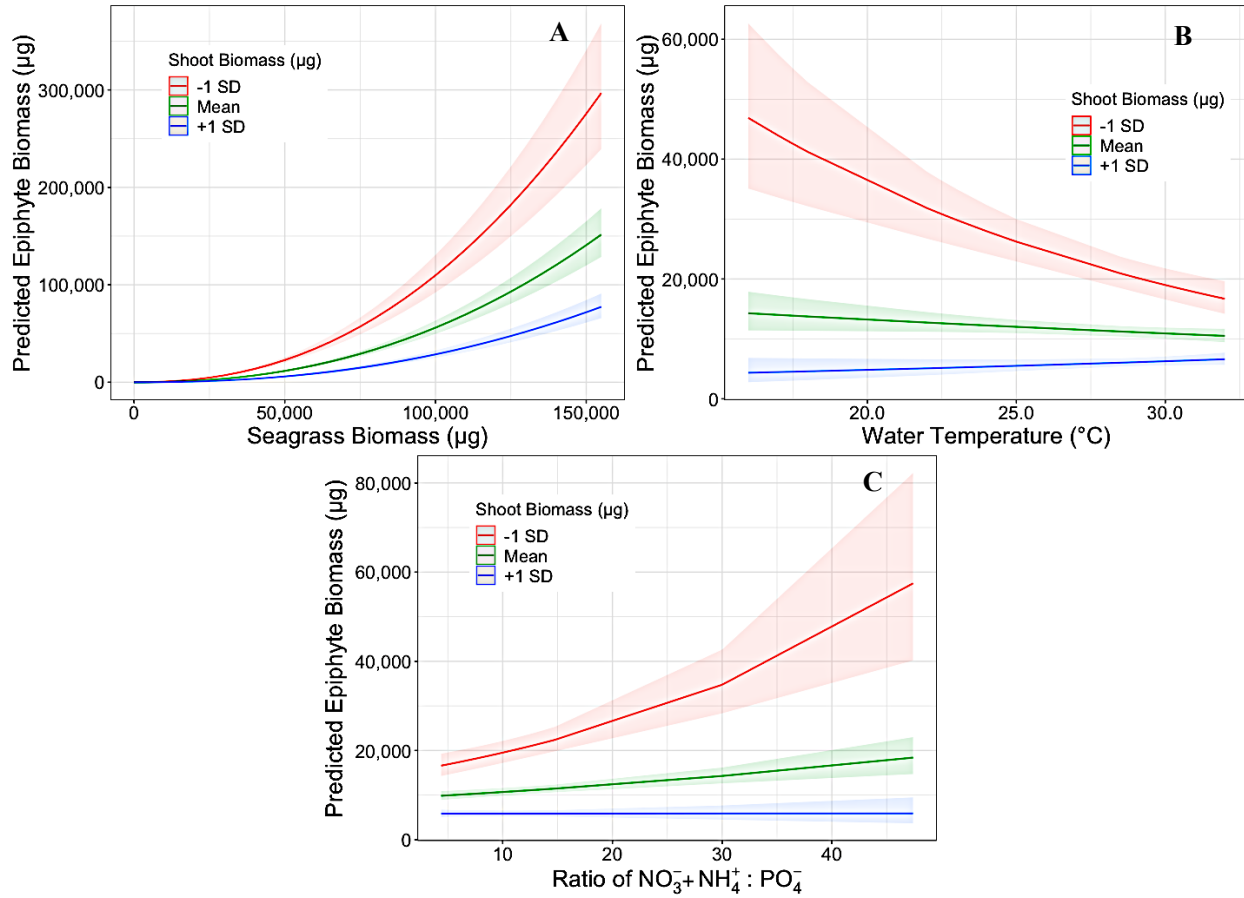 A
Predicted Epiphyte Biomass (µg)
Shoot Biomass (µg)
-1 SD
Mean
+1 SD
300,000
200,000
100,000
0
0 50,000 100,000 150,000
Seagrass Biomass (µg)
B
Predicted Epiphyte Biomass (µg)
60,000
Shoot Biomass (µg)
-1 SD
Mean
+1 SD
40,000
20,000
0
20.0 25.0 30.0
Water Temperature (°C)
C
Predicted Epiphyte Biomass (µg)
80,000
Shoot Biomass (µg)
-1 SD
Mean
+1 SD
60,000
40,000
20,000
0
10 20 30 40
Ratio of NO₃⁻+ NH₄⁺ : PO₄⁻